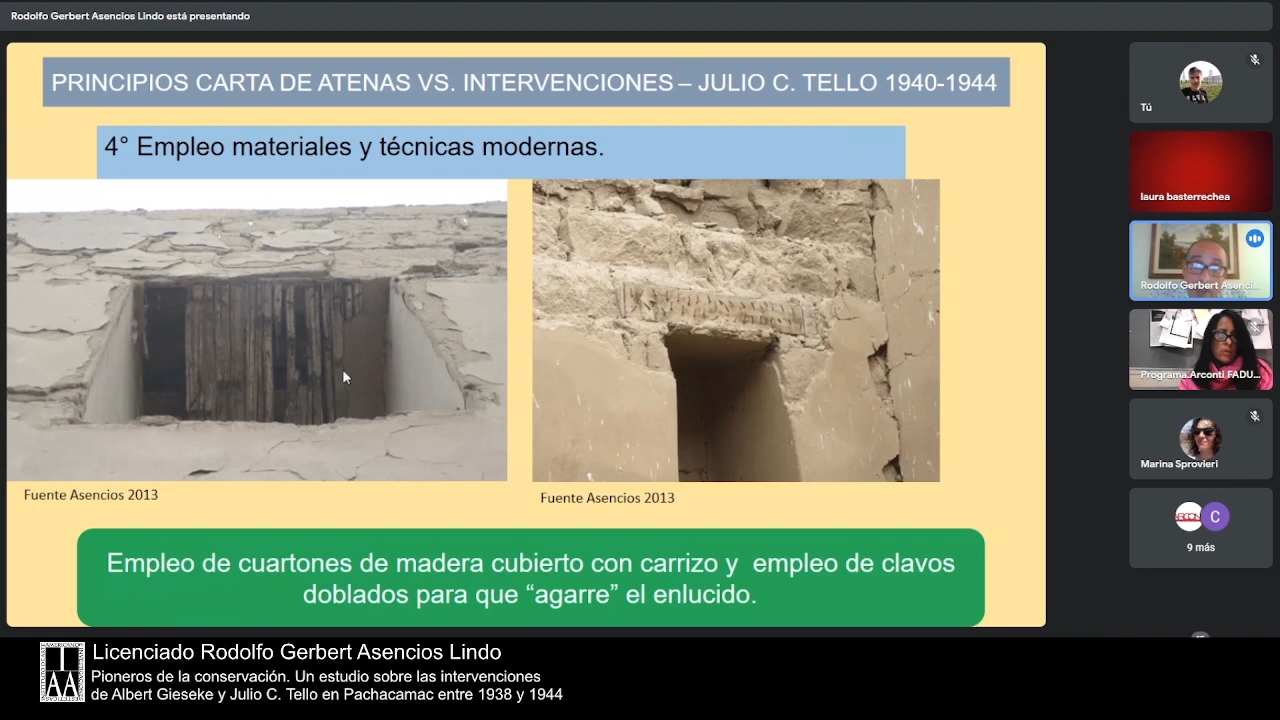 Rodolfo Gerbert Asencios Lindo está presentando
PRINCIPIOS CARTA DE ATENAS VS. INTERVENCIONES – JULIO C. TELLO 1940-1944
4° Empleo materiales y técnicas modernas.
Fuente Asencios 2013
Fuente Asencios 2013
Empleo de cuartones de madera cubierto con carrizo y empleo de clavos
doblados para que “agarre” el enlucido.
Tú
laura basterrechea
Rodolfo Gerbert Asenci...
Programa Arconti FADU...
Marina Sprovieri
C
9 más
IAA
Licenciado Rodolfo Gerbert Asencios Lindo
Pioneros de la conservación. Un estudio sobre las intervenciones
de Albert Gieseke y Julio C. Tello en Pachacamac entre 1938 y 1944